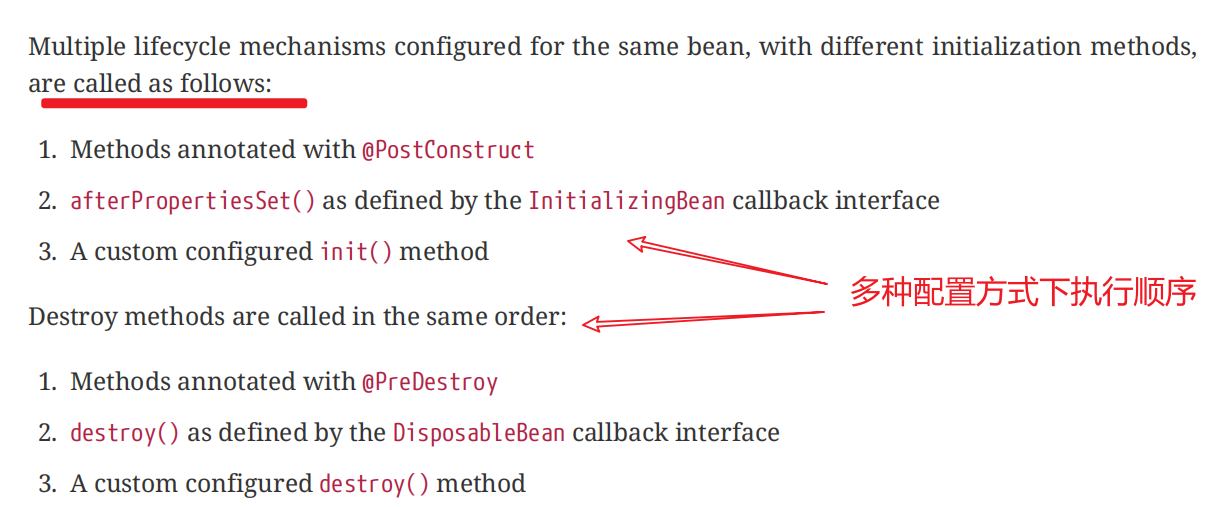 Multiple lifecycle mechanisms configured for the same bean, with different initialization methods,
are called as follows:
1. Methods annotated with @PostConstruct
2. afterPropertiesSet() as defined by the InitializingBean callback interface
3. A custom configured init() method
多种配置方式下执行顺序
Destroy methods are called in the same order:
1. Methods annotated with @PreDestroy
2. destroy() as defined by the DisposableBean callback interface
3. A custom configured destroy() method